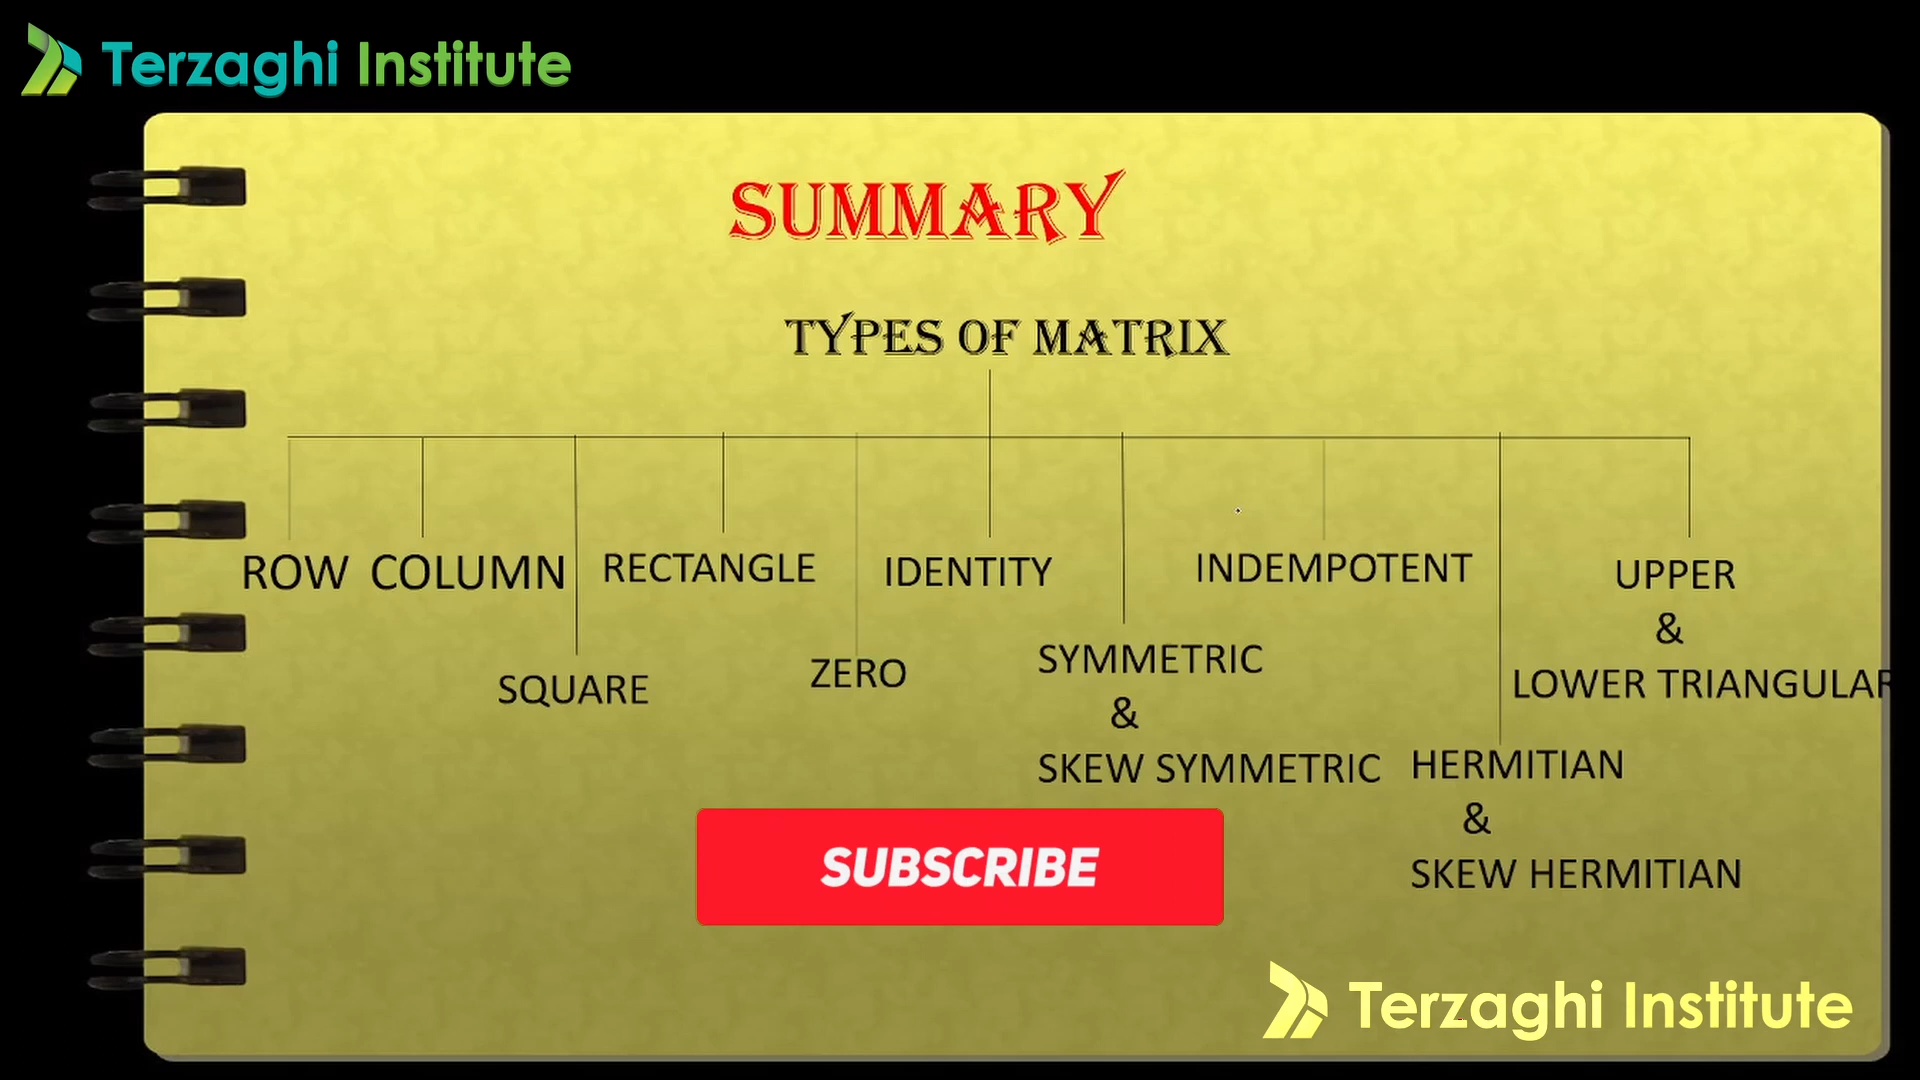 Terzaghi Institute
SUMMARY
TYPES OF MATRIX
ROW
COLUMN
SQUARE
RECTANGLE
ZERO
IDENTITY
SYMMETRIC
&
SKEW SYMMETRIC
INDEMPOTENT
HERMITIAN
&
SKEW HERMITIAN
UPPER
&
LOWER TRIANGULAR
SUBSCRIBE
Terzaghi Institute